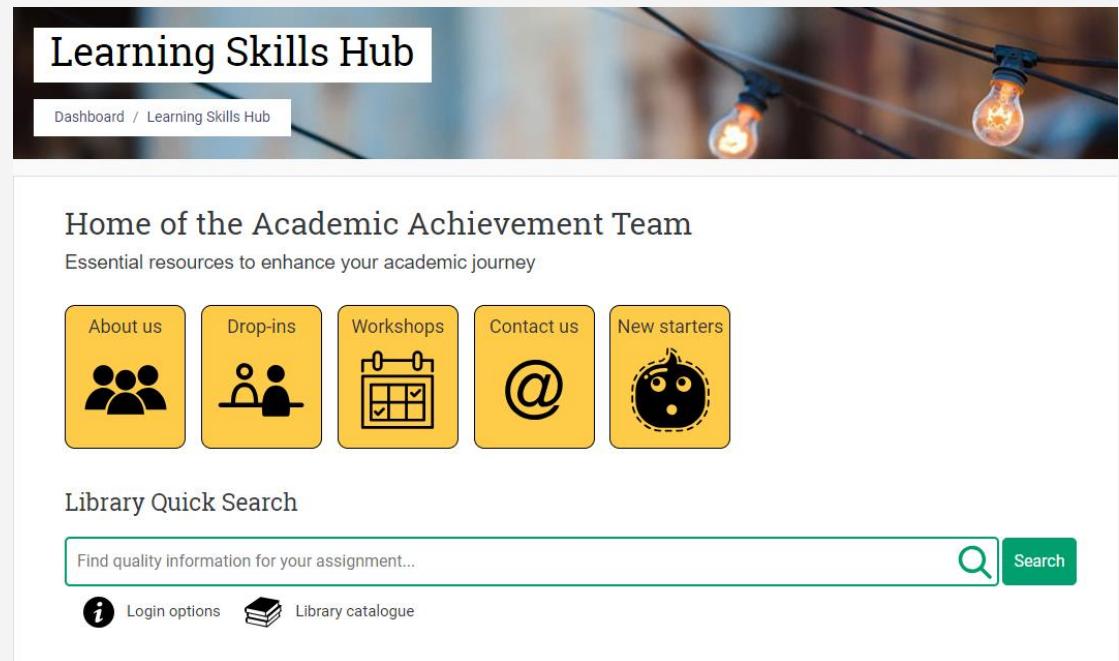 Learning Skills Hub
Dashboard / Learning Skills Hub
Home of the Academic Achievement Team
Essential resources to enhance your academic journey
About us Drop-ins Workshops Contact us New starters
@
Library Quick Search
Find quality information for your assignment... Search
i Login options Library catalogue